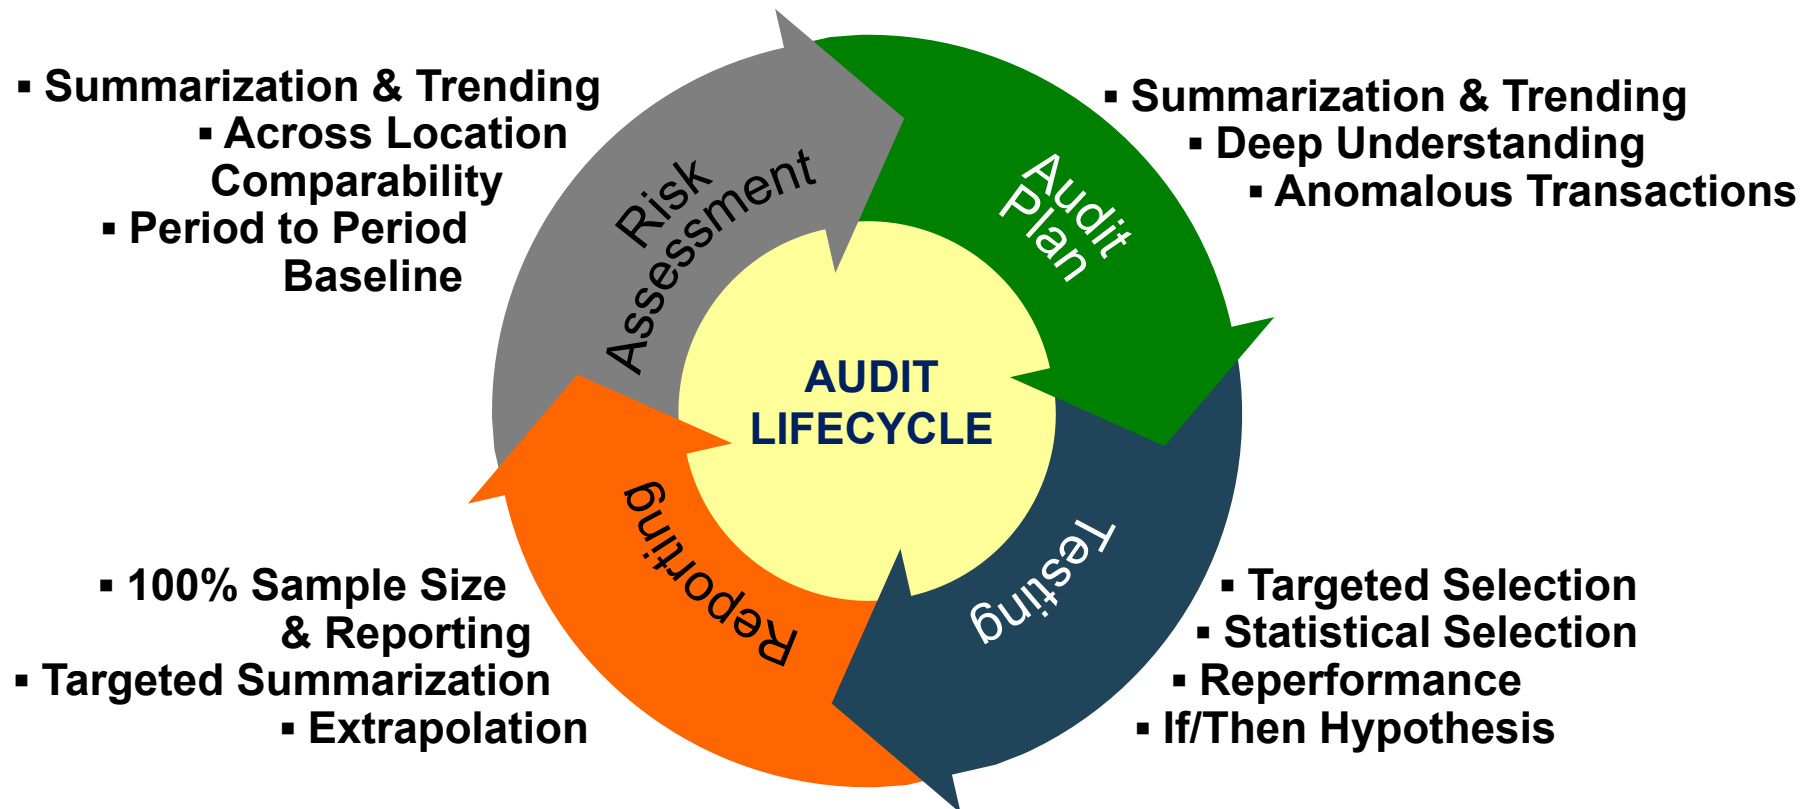 ▪ Summarization & Trending
▪ Across Location
Comparability
▪ Period to Period
Baseline
Risk
Assessment
Audit
Plan
▪ Summarization & Trending
▪ Deep Understanding
▪ Anomalous Transactions
AUDIT
LIFECYCLE
Reporting
Testing
▪ 100% Sample Size
& Reporting
▪ Targeted Summarization
▪ Extrapolation
▪ Targeted Selection
▪ Statistical Selection
▪ Reperformance
▪ If/Then Hypothesis